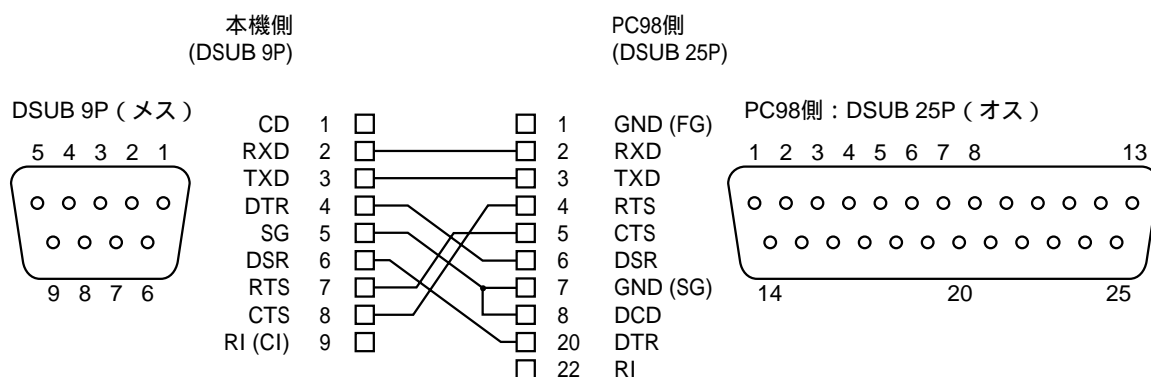 本機側
(DSUB 9P)
PC98側
(DSUB 25P)
DSUB 9P（メス）
5 4 3 2 1
9 8 7 6
CD 1
RXD 2
TXD 3
DTR 4
SG 5
DSR 6
RTS 7
CTS 8
RI (CI) 9
1 GND (FG)
2 RXD
3 TXD
4 RTS
5 CTS
6 DSR
7 GND (SG)
8 DCD
20 DTR
22 RI
PC98側：DSUB 25P（オス）
1 2 3 4 5 6 7 8 13
14 20 25